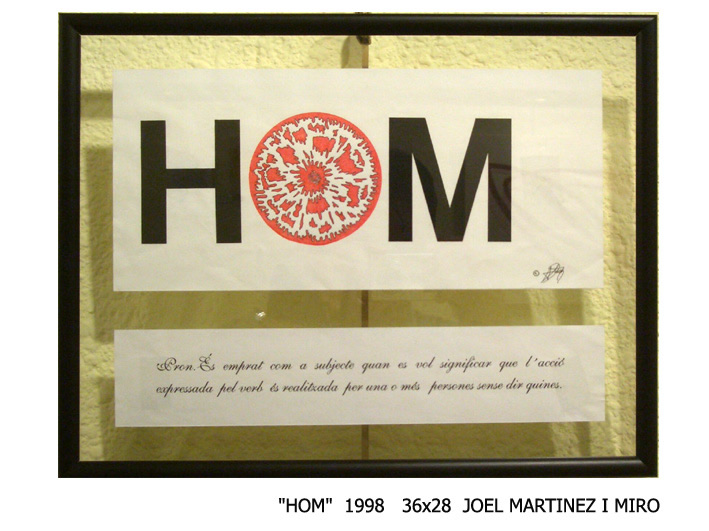 HOM
©
Pron. És emprat com a subjecte quan es vol significar que l'acció
expressada pel verb és realitzada per una o més persones sense dir quines.
"HOM" 1998 36x28 JOEL MARTINEZ I MIRO